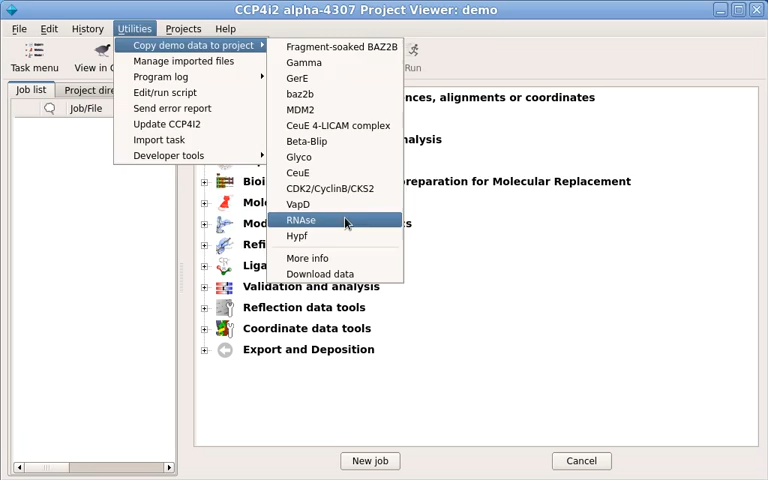 CCP4i2 alpha-4307 Project Viewer: demo
File Edit History Utilities Projects Help
Task menu View in Run
Job list Project dire
Job/File
Copy demo data to project
Manage imported files
Program log
Edit/run script
Send error report
Update CCP4I2
Import task
Developer tools
Fragment-soaked BAZ2B
Gamma
GerE
baz2b
MDM2
CeuE 4-LICAM complex
Beta-Blip
Glyco
CeuE
CDK2/CyclinB/CKS2
VapD
RNAse
Hypf
More info
Download data
nces, alignments or coordinates
nalysis
Bioi reparation for Molecular Replacement
Mole
Mod s
Refi
Liga
Validation and analysis
Reflection data tools
Coordinate data tools
Export and Deposition
New job Cancel